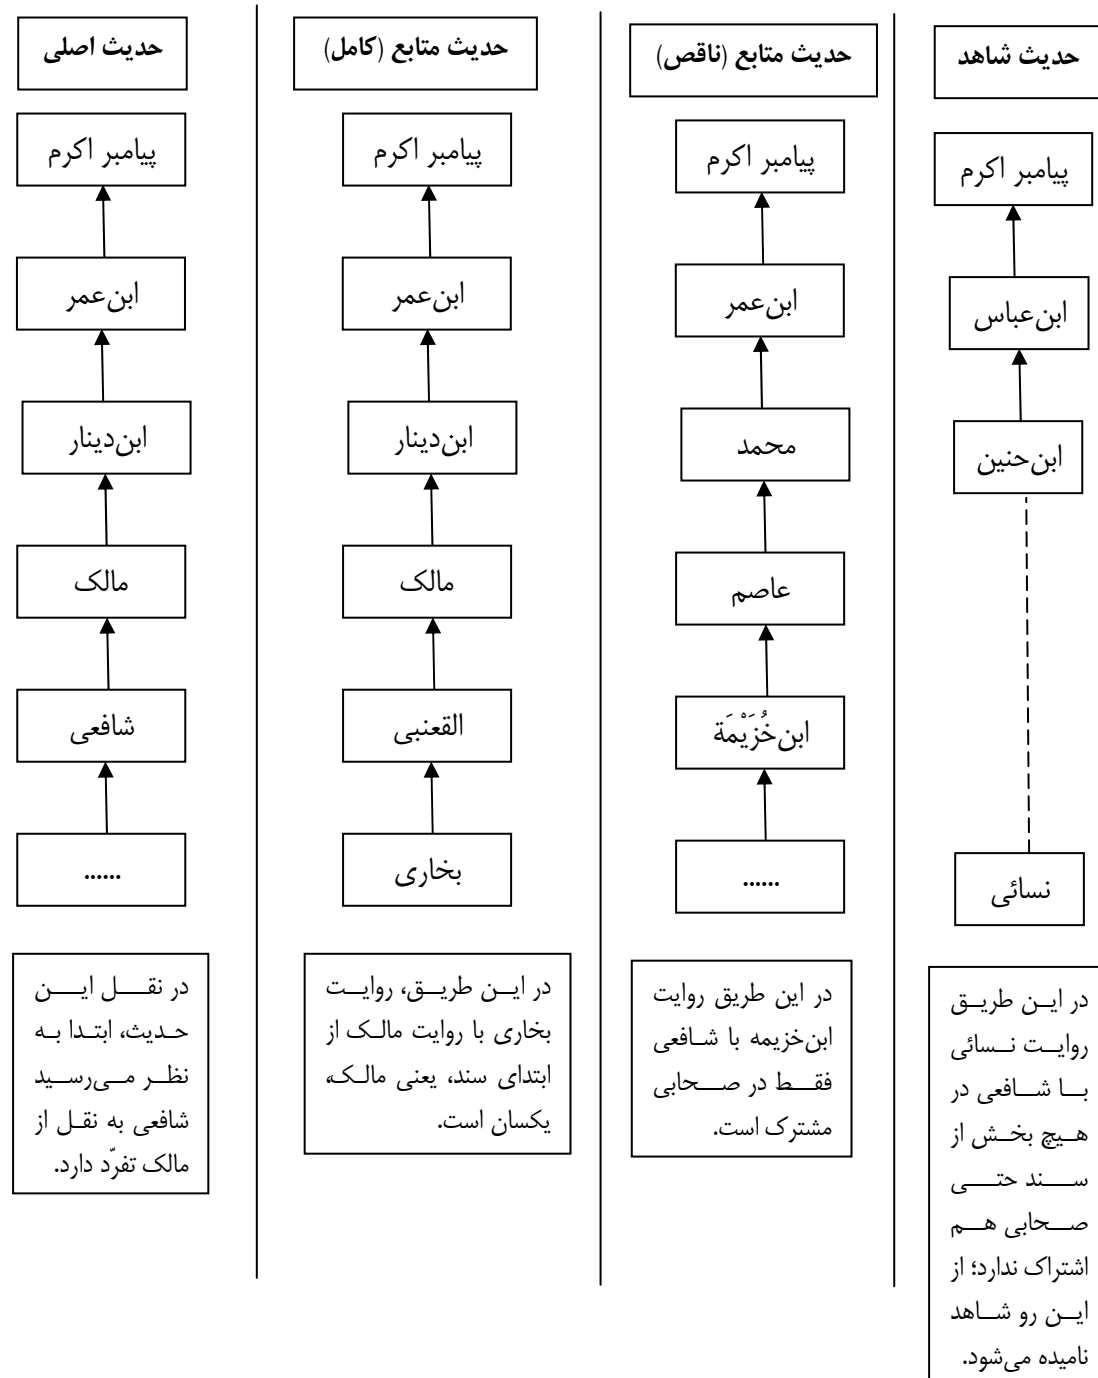 حدیث اصلی
پیامبر اکرم
ابن‌عمر
ابن‌دینار
مالک
شافعی
......
در نقل این
حدیث، ابتدا به
نظر می‌رسید
شافعی به نقل از
مالک تفرّد دارد.
حدیث متابع (کامل)
پیامبر اکرم
ابن‌عمر
ابن‌دینار
مالک
القعنبی
بخاری
در این طریق، روایت
بخاری با روایت مالک از
ابتدای سند، یعنی مالک،
یکسان است.
حدیث متابع (ناقص)
پیامبر اکرم
ابن‌عمر
محمد
عاصم
ابن‌خُزَیْمَة
......
در این طریق روایت
ابن‌خزیمه با شافعی
فقط در صحابی
مشترک است.
حدیث شاهد
پیامبر اکرم
ابن‌عباس
ابن‌حنین
نسائی
در این طریق
روایت نسائی
با شافعی در
هیچ بخش از
سند حتی
صحابی هم
اشتراک ندارد؛ از
این رو شاهد
نامیده می‌شود.